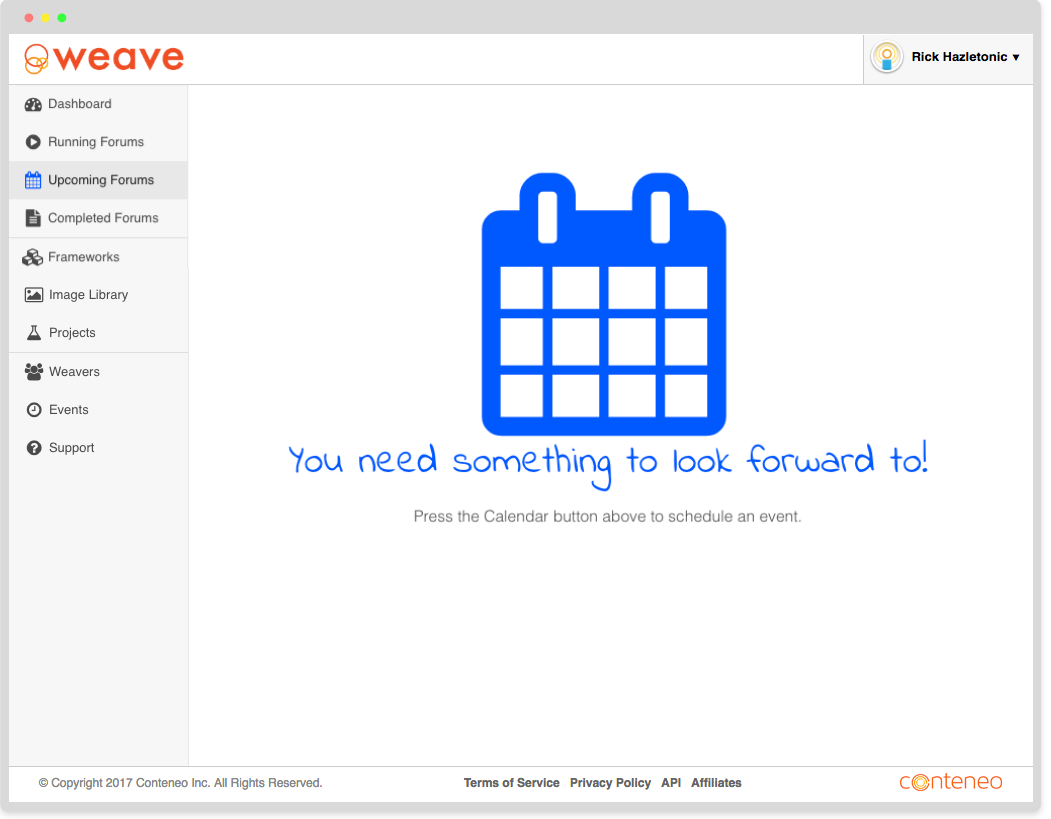 weave
Rick Hazletonic ▾
Dashboard
Running Forums
Upcoming Forums
Completed Forums
Frameworks
Image Library
Projects
Weavers
Events
Support
You need something to look forward to!
Press the Calendar button above to schedule an event.
© Copyright 2017 Conteneo Inc. All Rights Reserved.
Terms of Service Privacy Policy API Affiliates
conteneo